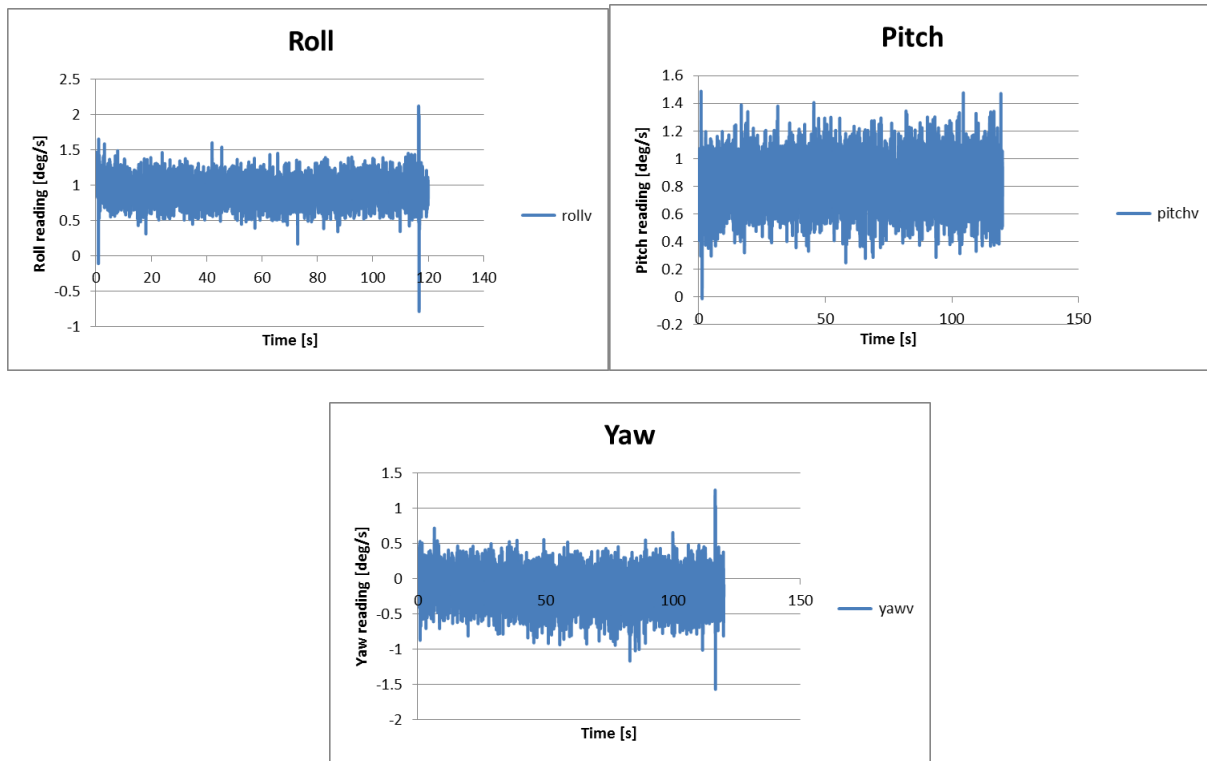 Roll
Roll reading [deg/s]
2.5
2
1.5
1
0.5
0
-0.5
-1
0 20 40 60 80 100 120 140
Time [s]
rollv
Pitch
Pitch reading [deg/s]
1.6
1.4
1.2
1
0.8
0.6
0.4
0.2
0
-0.2
0 50 100 150
Time [s]
pitchv
Yaw
Yaw reading [deg/s]
1.5
1
0.5
0
-0.5
-1
-1.5
-2
0 50 100 150
Time [s]
yawv